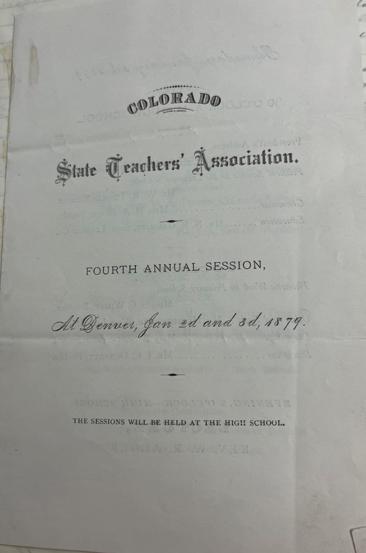 COLORADO
State Teachers' Association.
FOURTH ANNUAL SESSION,
At Denver, Jan 2d and 3d, 1879.
THE SESSIONS WILL BE HELD AT THE HIGH SCHOOL.